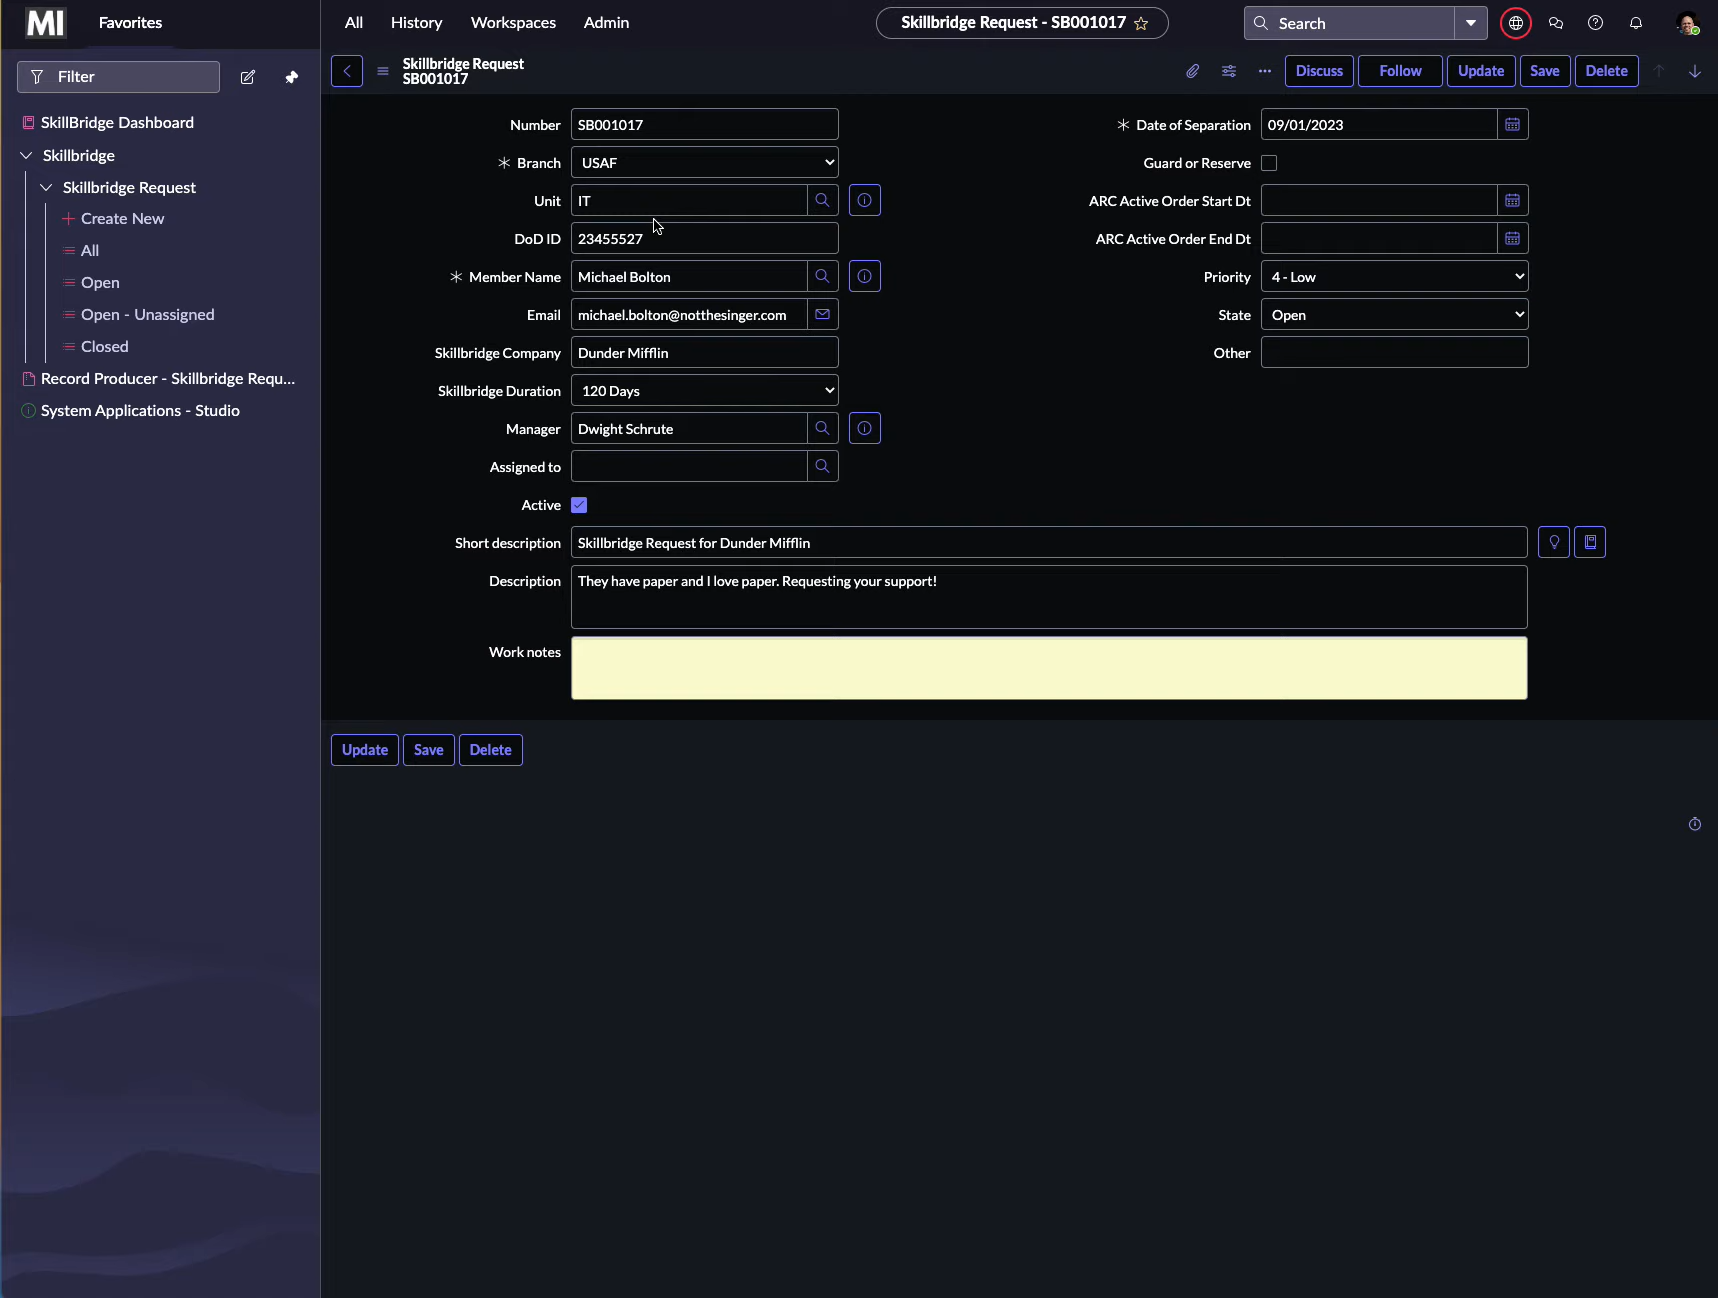 MI
Favorites
All
History
Workspaces
Admin
Skillbridge Request - SB001017
Search
Filter
SkillBridge Dashboard
Skillbridge
Skillbridge Request
Create New
All
Open
Open - Unassigned
Closed
Record Producer - Skillbridge Requ...
System Applications - Studio
Skillbridge Request
SB001017
Discuss
Follow
Update
Save
Delete
Number SB001017
Branch USAF
Unit IT
DoD ID 23455527
Member Name Michael Bolton
Email michael.bolton@notthesinger.com
Skillbridge Company Dunder Mifflin
Skillbridge Duration 120 Days
Manager Dwight Schrute
Assigned to
Active
Date of Separation 09/01/2023
Guard or Reserve
ARC Active Order Start Dt
ARC Active Order End Dt
Priority 4 - Low
State Open
Other
Short description Skillbridge Request for Dunder Mifflin
Description They have paper and I love paper. Requesting your support!
Work notes
Update
Save
Delete